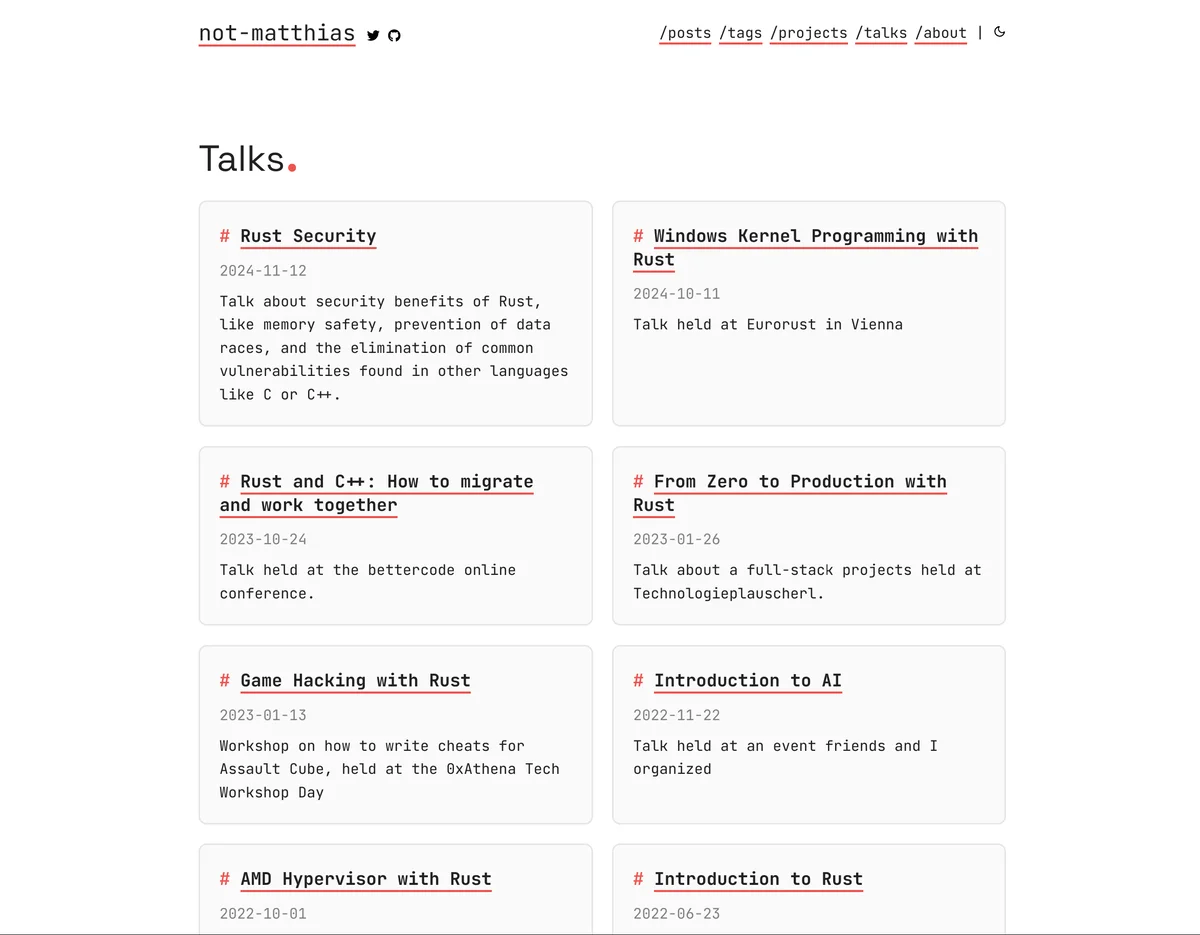 not-matthias
/posts /tags /projects /talks /about |
Talks.
# Rust Security
2024-11-12
Talk about security benefits of Rust,
like memory safety, prevention of data
races, and the elimination of common
vulnerabilities found in other languages
like C or C++.
# Windows Kernel Programming with
Rust
2024-10-11
Talk held at Eurorust in Vienna
# Rust and C++: How to migrate
and work together
2023-10-24
Talk held at the bettercode online
conference.
# From Zero to Production with
Rust
2023-01-26
Talk about a full-stack projects held at
Technologieplauscherl.
# Game Hacking with Rust
2023-01-13
Workshop on how to write cheats for
Assault Cube, held at the 0xAthena Tech
Workshop Day
# Introduction to AI
2022-11-22
Talk held at an event friends and I
organized
# AMD Hypervisor with Rust
2022-10-01
# Introduction to Rust
2022-06-23